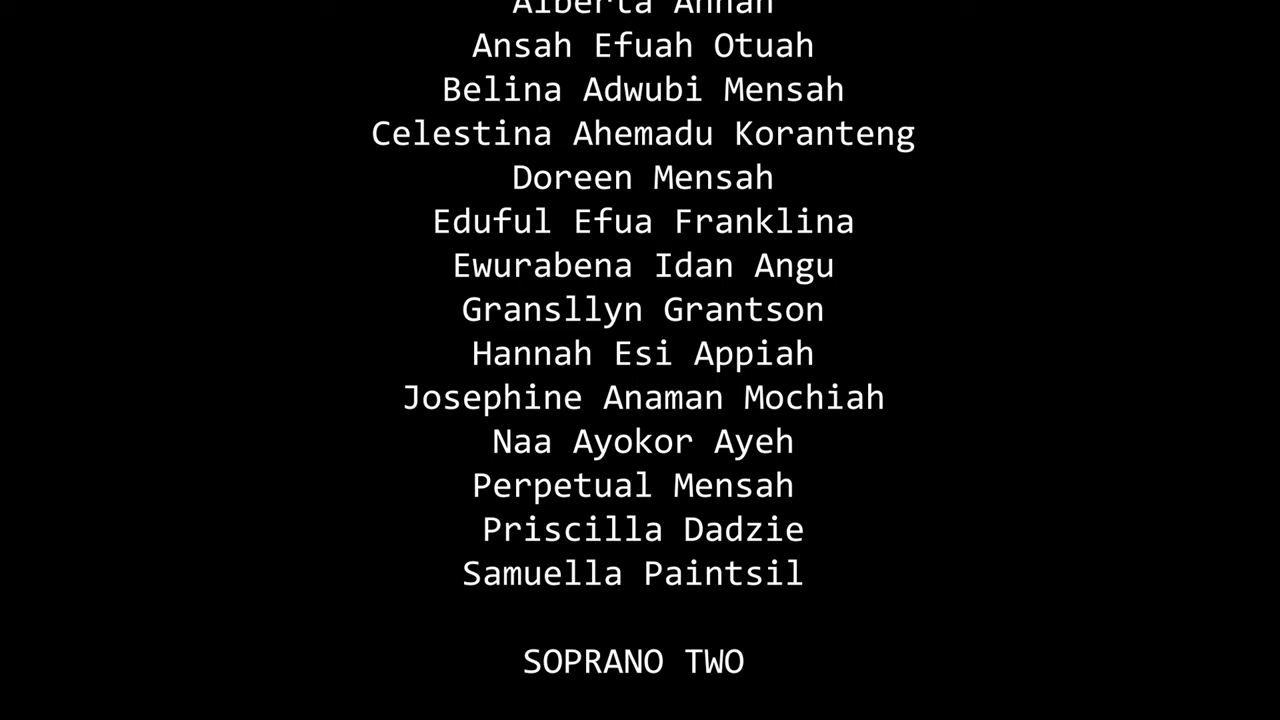 Alberta
Ansah Efuah Otuah
Belina Adwubi Mensah
Celestina Ahemadu Koranteng
Doreen Mensah
Eduful Efua Franklina
Ewurabena Idan Angu
Gransllyn Grantson
Hannah Esi Appiah
Josephine Anaman Mochiah
Naa Ayokor Ayeh
Perpetual Mensah
Priscilla Dadzie
Samuella Paintsil
SOPRANO TWO